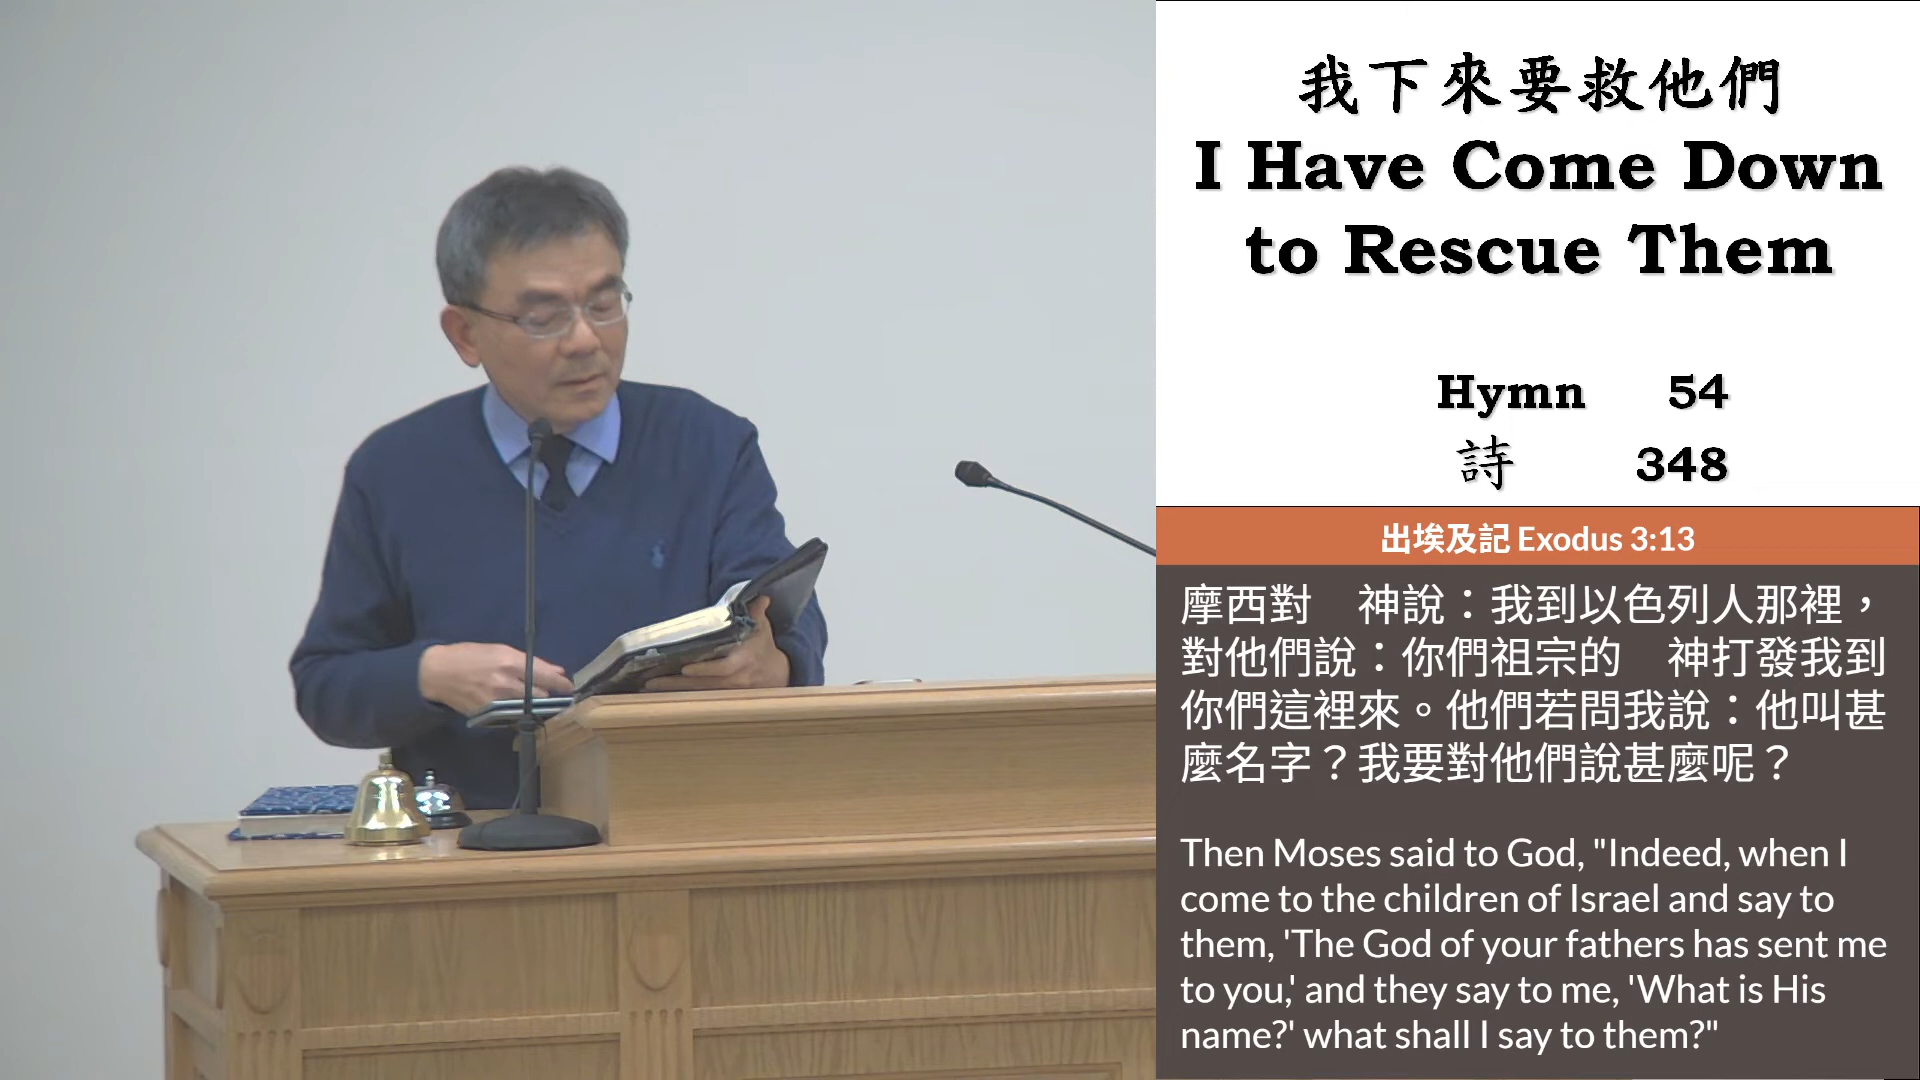 我下來要救他們
I Have Come Down
to Rescue Them
Hymn 54
詩 348
出埃及記 Exodus 3:13
摩西對　神說：我到以色列人那裡，
對他們說：你們祖宗的　神打發我到
你們這裡來。他們若問我說：他叫甚
麼名字？我要對他們說甚麼呢？
Then Moses said to God, "Indeed, when I
come to the children of Israel and say to
them, 'The God of your fathers has sent me
to you,' and they say to me, 'What is His
name?' what shall I say to them?"